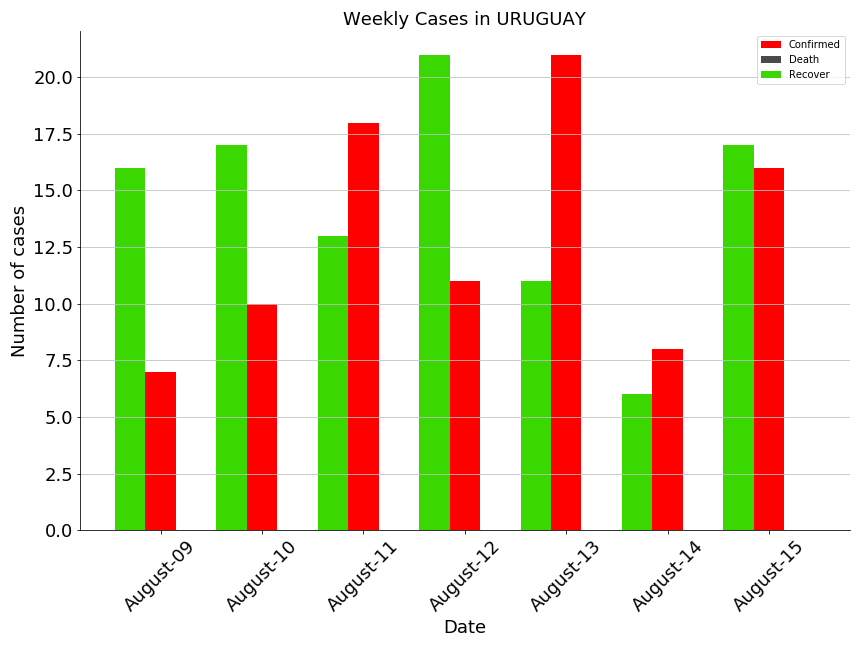 Weekly Cases in URUGUAY
Confirmed
Death
Recover
Number of cases
20.0
17.5
15.0
12.5
10.0
7.5
5.0
2.5
0.0
August-09
August-10
August-11
August-12
August-13
August-14
August-15
Date